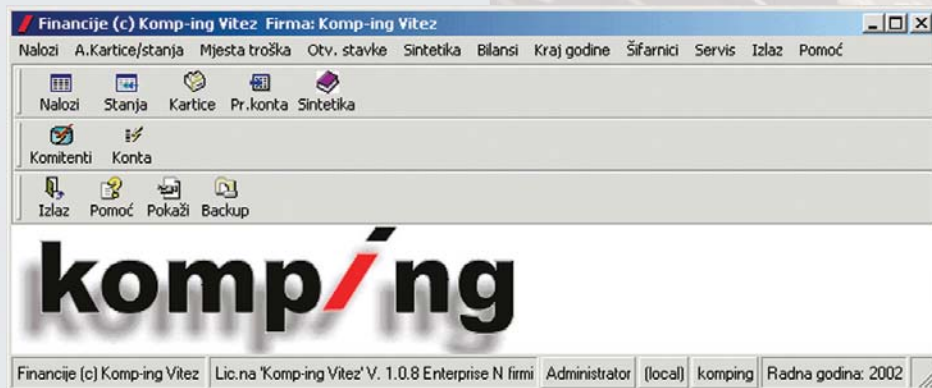 Financije (c) Komp-ing Vitez Firma: Komp-ing Vitez
Nalozi A.Kartice/stanja Mjesta troška Otv. stavke Sintetika Bilansi Kraj godine Šifarnici Servis Izlaz Pomoć
Nalozi Stanja Kartice Pr.konta Sintetika
Komitenti Konta
Izlaz Pomoć Pokaži Backup
komping
Financije (c) Komp-ing Vitez Lic.na 'Komp-ing Vitez' V. 1.0.8 Enterprise N firmi Administrator (local) komping Radna godina: 2002